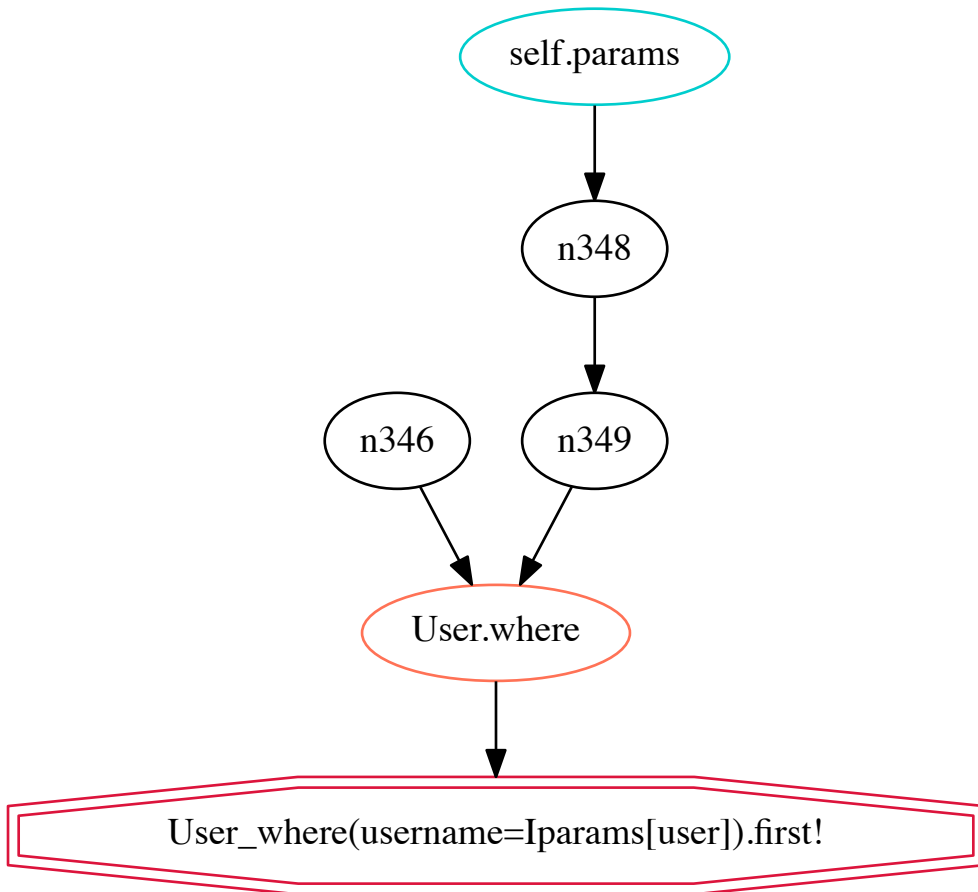 self.params
n348
n346
n349
User.where
User_where(username=Iparams[user]).first!